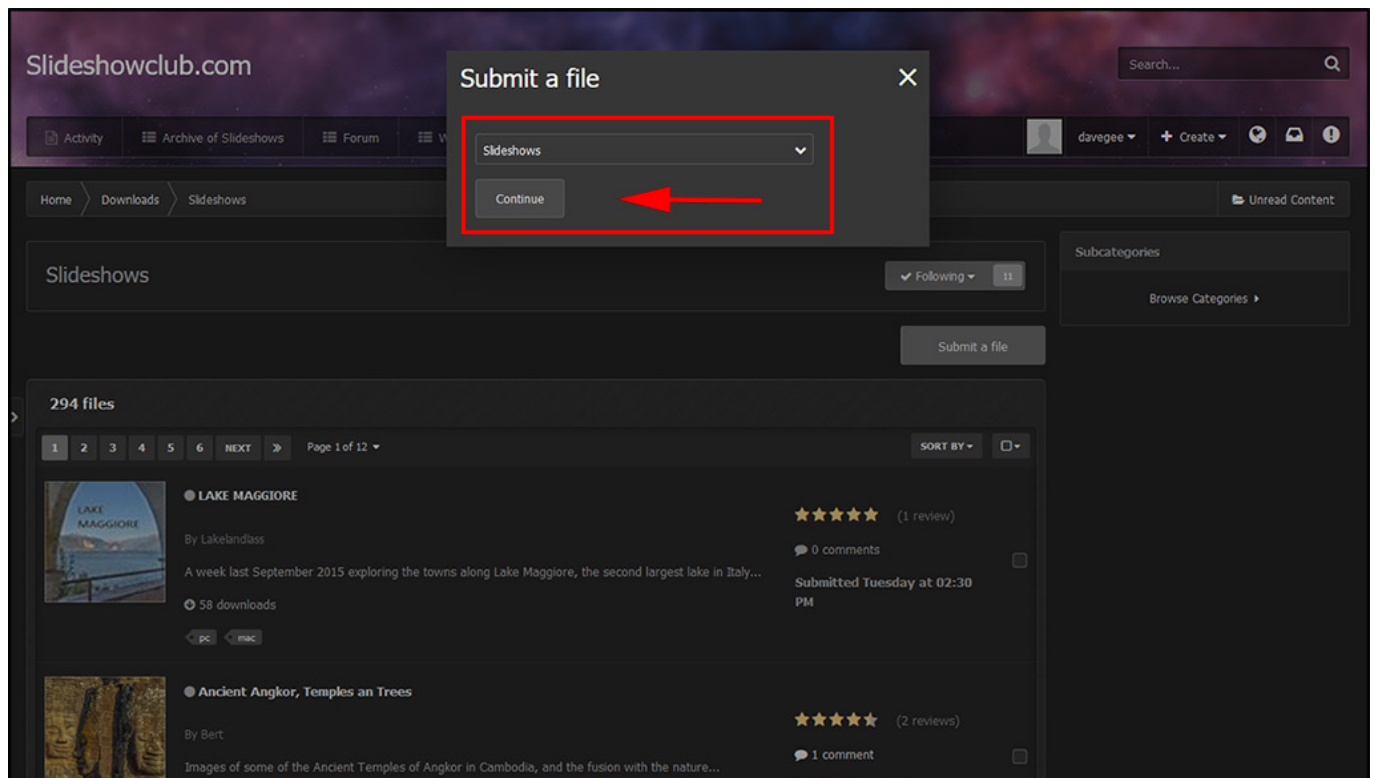 Slideshowclub.com
Submit a file
Search...
Activity
Archive of Slideshows
Forum
W
Slideshows
Continue
davegee
Create
Home
Downloads
Slideshows
Unread Content
Slideshows
Following
11
Subcategories
Browse Categories
Submit a file
294 files
1 2 3 4 5 6 NEXT
Page 1 of 12
SORT BY
LAKE MAGGIORE
LAKE MAGGIORE
(1 review)
By Lakelandlass
0 comments
A week last September 2015 exploring the towns along Lake Maggiore, the second largest lake in Italy...
Submitted Tuesday at 02:30
PM
58 downloads
pc
mac
Ancient Angkor, Temples an Trees
(2 reviews)
By Bert
1 comment
Images of some of the Ancient Temples of Angkor in Cambodia, and the fusion with the nature...